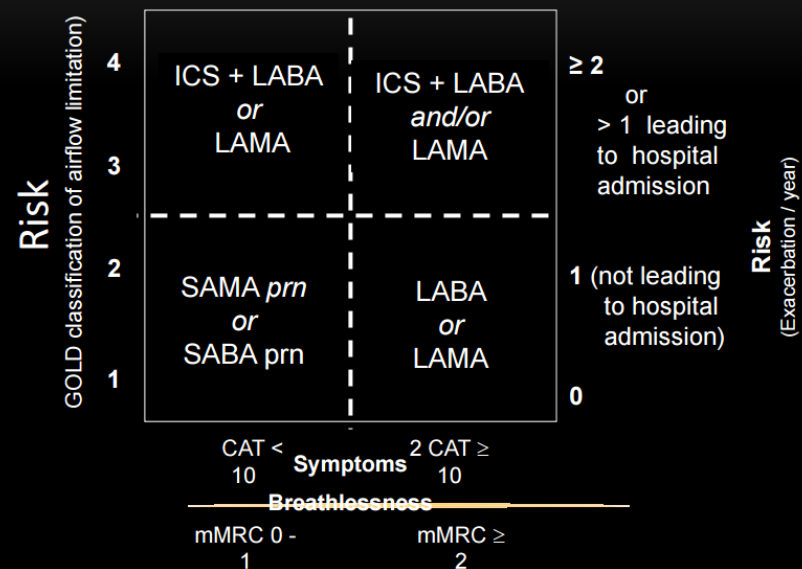 Risk
GOLD classification of airflow limitation)
4
3
2
1
ICS + LABA
or
LAMA
ICS + LABA
and/or
LAMA
SAMA prn
or
SABA prn
LABA
or
LAMA
≥ 2
or
> 1 leading
to hospital
admission
1 (not leading
to hospital
admission)
0
Risk
(Exacerbation / year)
CAT <
10
Symptoms
2 CAT ≥
10
Breathlessness
mMRC 0 -
1
mMRC ≥
2